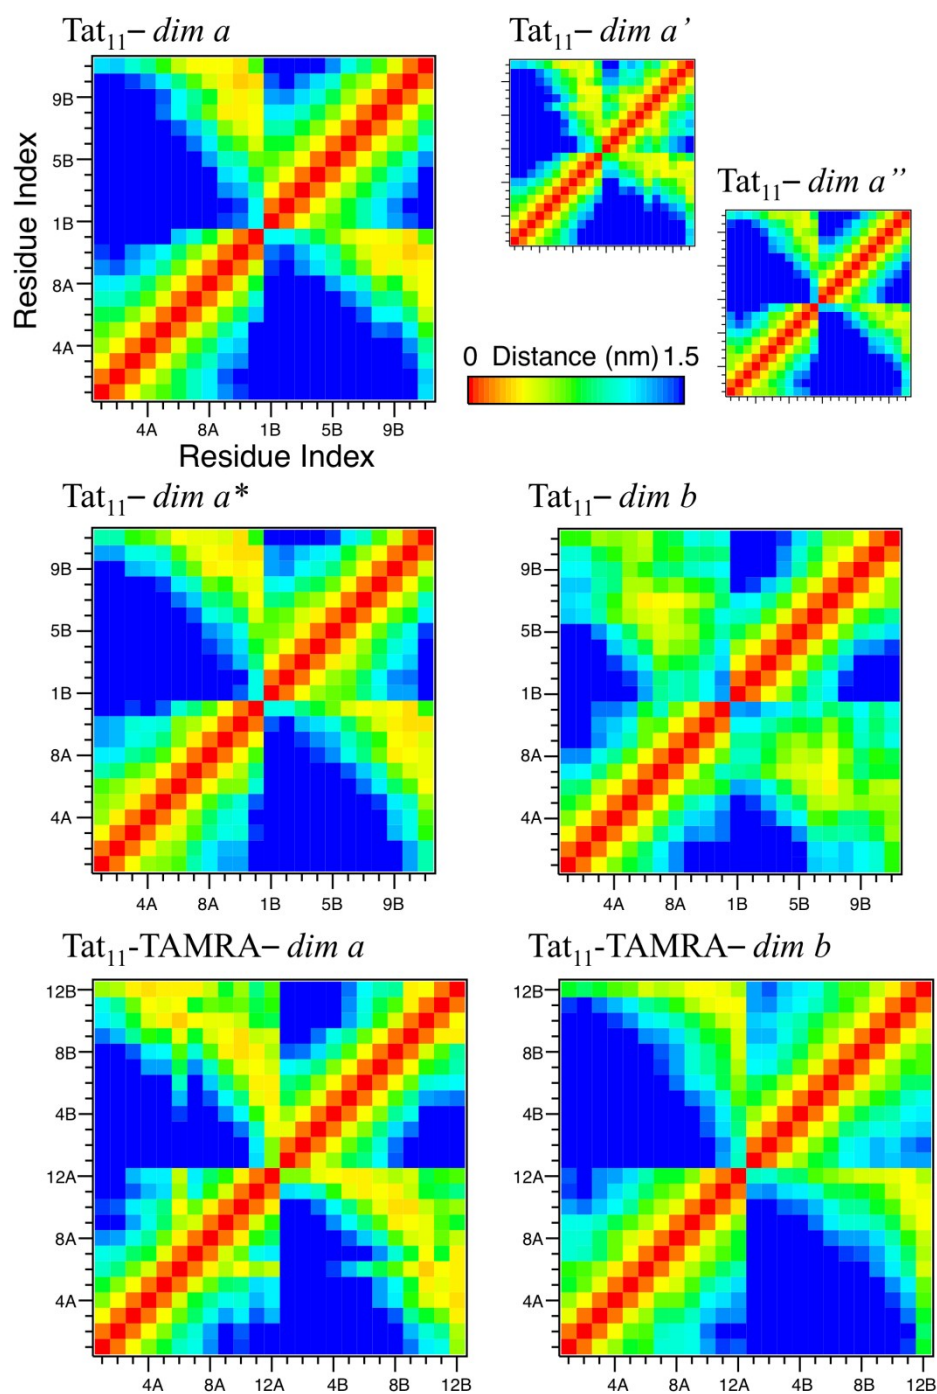 Tat11– dim a
Tat11– dim a’
Tat11– dim a”
Residue Index
9B
5B
1B
8A
4A
4A 8A 1B 5B 9B
Residue Index
0 Distance (nm) 1.5
Tat11– dim a*
Tat11– dim b
9B
5B
1B
8A
4A
4A 8A 1B 5B 9B
9B
5B
1B
8A
4A
4A 8A 1B 5B 9B
Tat11-TAMRA– dim a
Tat11-TAMRA– dim b
12B
8B
4B
12A
8A
4A
4A 8A 12A 4B 8B 12B
12B
8B
4B
12A
8A
4A
4A 8A 12A 4B 8B 12B